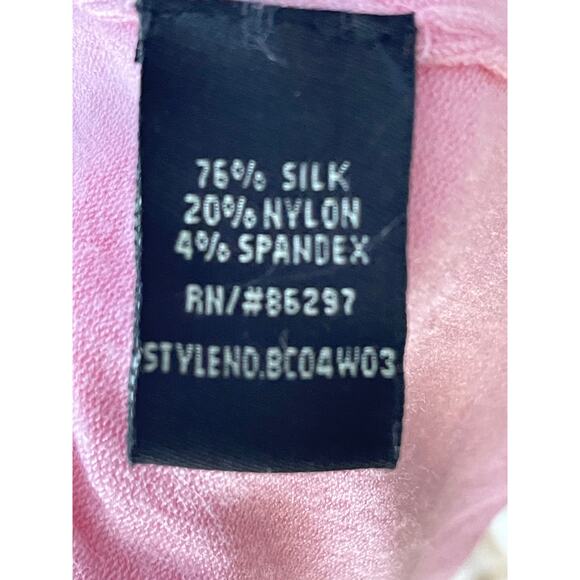 76% SILK
20% NYLON
4% SPANDEX
RN/#86297
STYLENO.BC04W03